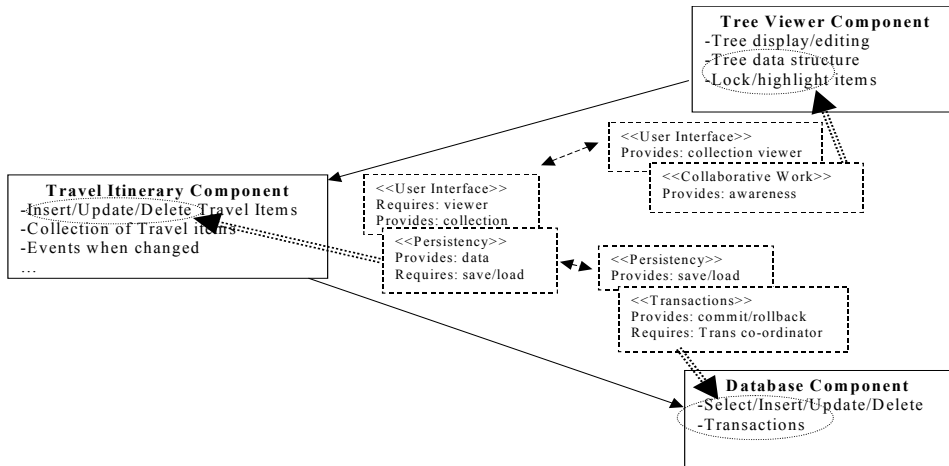 Tree Viewer Component
-Tree display/editing
-Tree data structure
-Lock/highlight items
<<User Interface>>
Provides: collection viewer
<<Collaborative Work>>
Provides: awareness
Travel Itinerary Component
-Insert/Update/Delete Travel Items
-Collection of Travel items
-Events when changed
...
<<User Interface>>
Requires: viewer
Provides: collection
<<Persistency>>
Provides: data
Requires: save/load
<<Persistency>>
Provides: save/load
<<Transactions>>
Provides: commit/rollback
Requires: Trans co-ordinator
Database Component
-Select/Insert/Update/Delete
-Transactions